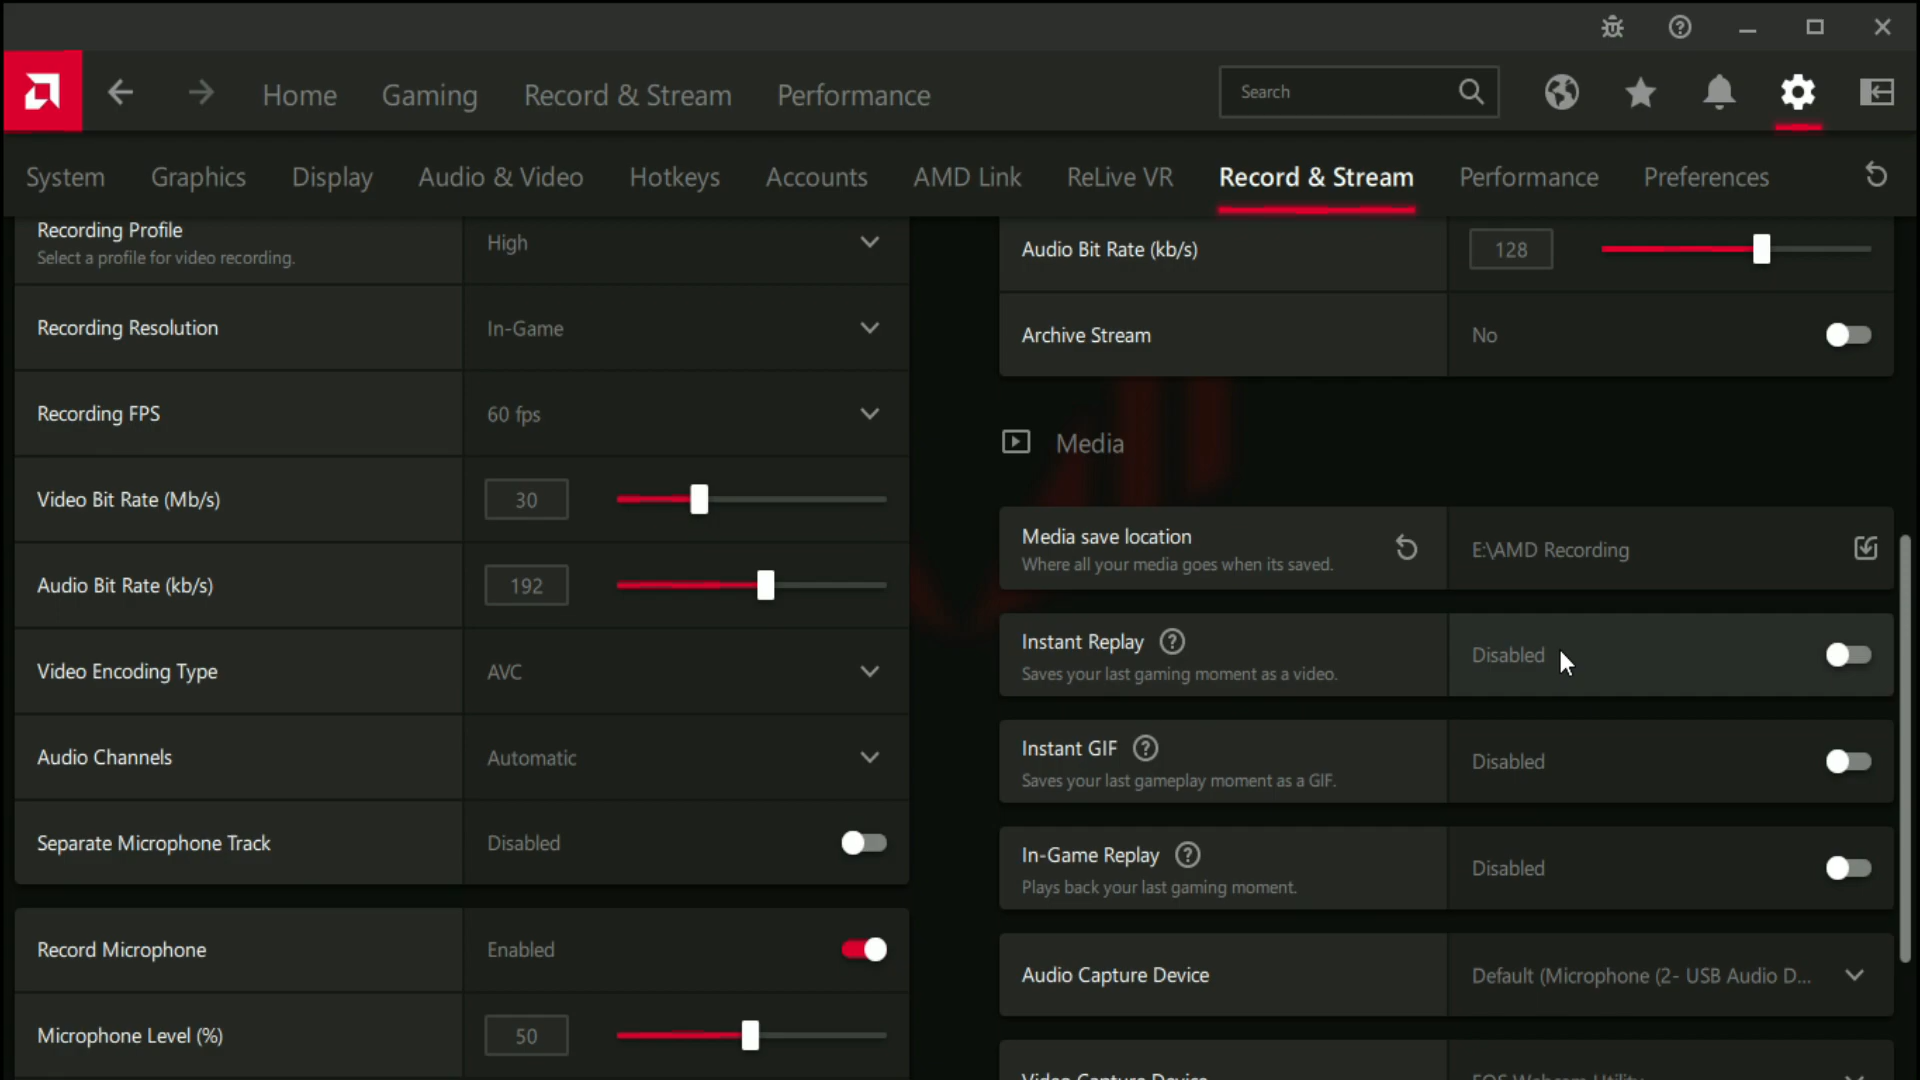 Home
Gaming
Record & Stream
Performance
Search
System
Graphics
Display
Audio & Video
Hotkeys
Accounts
AMD Link
ReLive VR
Record & Stream
Performance
Preferences
Recording Profile
Select a profile for video recording.
High
Recording Resolution
In-Game
Recording FPS
60 fps
Video Bit Rate (Mb/s)
30
Audio Bit Rate (kb/s)
192
Video Encoding Type
AVC
Audio Channels
Automatic
Separate Microphone Track
Disabled
Record Microphone
Enabled
Microphone Level (%)
50
Audio Bit Rate (kb/s)
128
Archive Stream
No
Media
Media save location
Where all your media goes when its saved.
E:\AMD Recording
Instant Replay
Saves your last gaming moment as a video.
Disabled
Instant GIF
Saves your last gameplay moment as a GIF.
Disabled
In-Game Replay
Plays back your last gaming moment.
Disabled
Audio Capture Device
Default (Microphone (2- USB Audio D...
Video Capture Device
EOS Webcam Utility